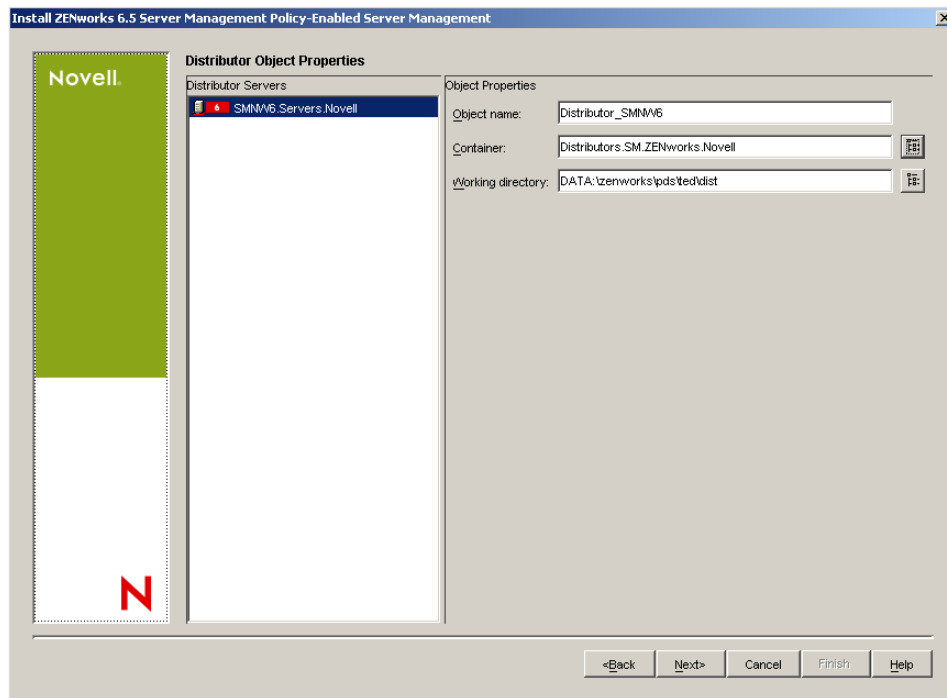 Install ZENworks 6.5 Server Management Policy-Enabled Server Management
Novell.
Distributor Object Properties
Distributor Servers
6 SMNW6.Servers.Novell
Object Properties
Object name: Distributor_SMNW6
Container: Distributors.SM.ZENworks.Novell
Working directory: DATA:\zenworks\pds\ted\dist
N
<Back Next> Cancel Finish Help